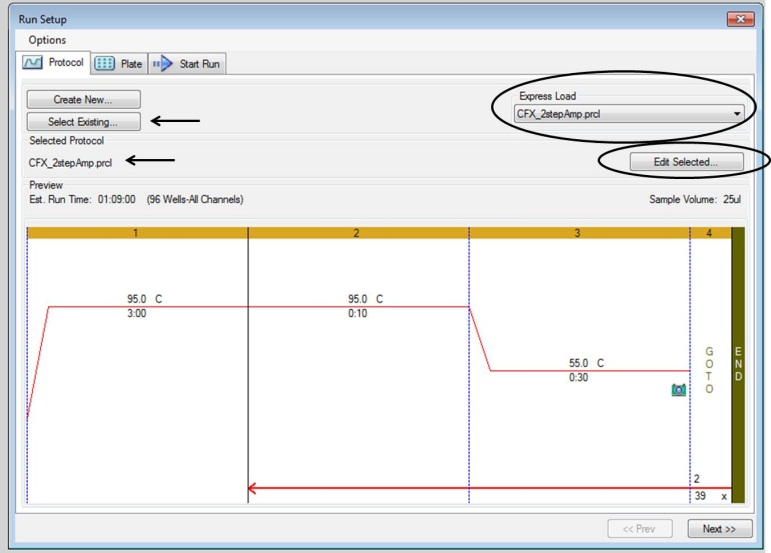 Run Setup
Options
Protocol Plate Start Run
Create New...
Express Load
Select Existing...
CFX_2stepAmp.prcl
Selected Protocol
CFX_2stepAmp.prcl
Edit Selected...
Preview
Est. Run Time: 01:09:00 (96 Wells-All Channels) Sample Volume: 25ul
1 2 3 4
95.0 C 95.0 C
3:00 0:10
55.0 C
0:30
GOTO
END
2
39 x
<< Prev Next >>